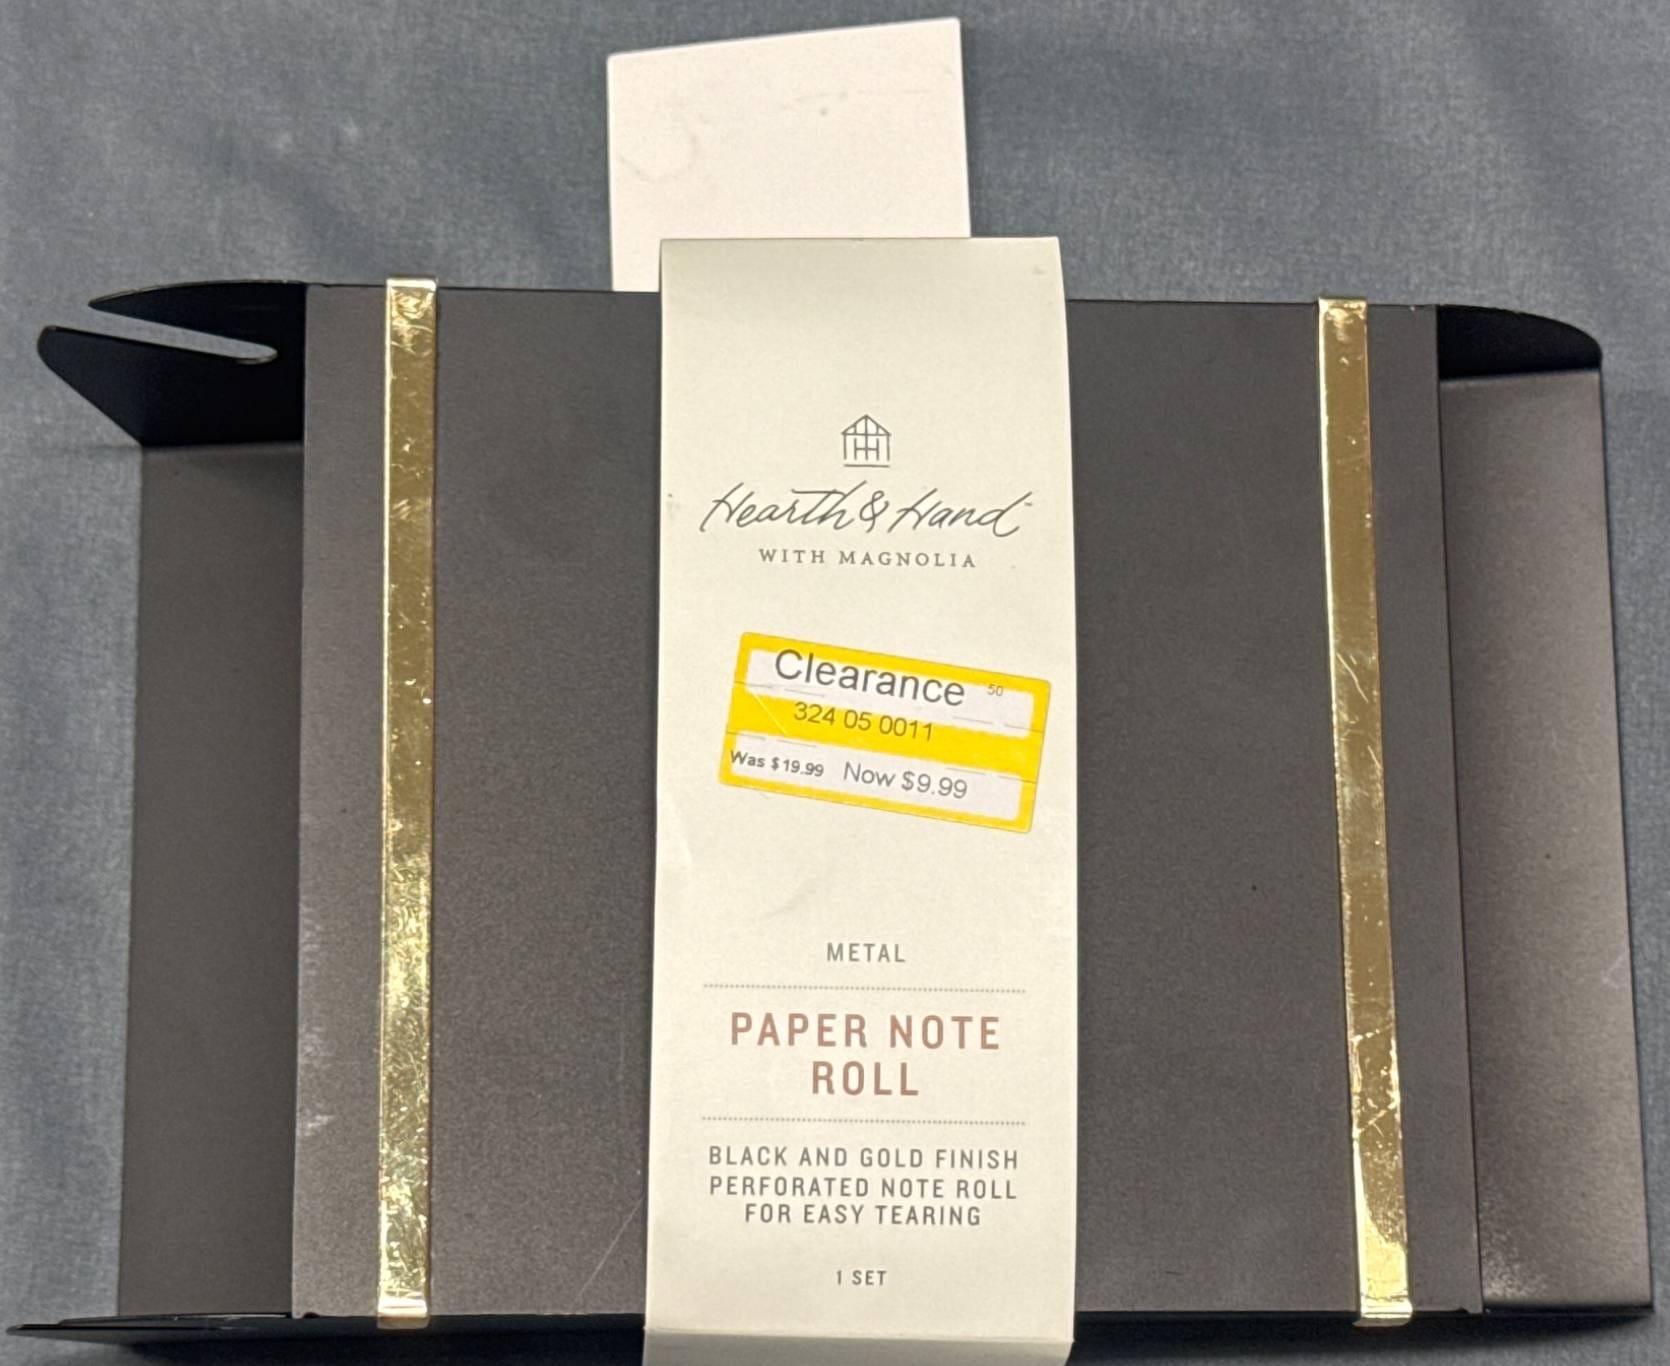 Hearth & Hand™
WITH MAGNOLIA
Clearance 50
324 05 0011
Was $19.99 Now $9.99
METAL
PAPER NOTE
ROLL
BLACK AND GOLD FINISH
PERFORATED NOTE ROLL
FOR EASY TEARING
1 SET